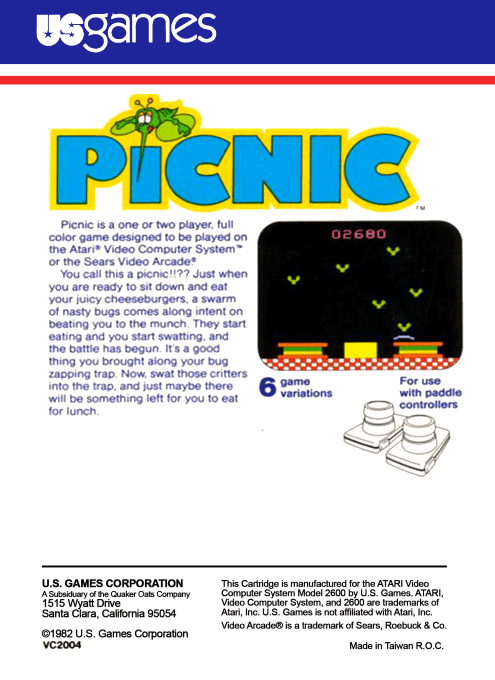 USgames
PiCNIC
TM
Picnic is a one or two player, full
color game designed to be played on
the Atari® Video Computer System™
or the Sears Video Arcade®
You call this a picnic!!?? Just when
you are ready to sit down and eat
your juicy cheeseburgers, a swarm
of nasty bugs comes along intent on
beating you to the munch. They start
eating and you start swatting, and
the battle has begun. It's a good
thing you brought along your bug
zapping trap. Now, swat those critters
into the trap, and just maybe there
will be something left for you to eat
for lunch.
02680
6 game
variations
For use
with paddle
controllers
U.S. GAMES CORPORATION
A Subsiduary of the Quaker Oats Company
1515 Wyatt Drive
Santa Clara, California 95054
©1982 U.S. Games Corporation
VC2004
This Cartridge is manufactured for the ATARI Video
Computer System Model 2600 by U.S. Games. ATARI,
Video Computer System, and 2600 are trademarks of
Atari, Inc. U.S. Games is not affiliated with Atari, Inc.
Video Arcade® is a trademark of Sears, Roebuck & Co.
Made in Taiwan R.O.C.